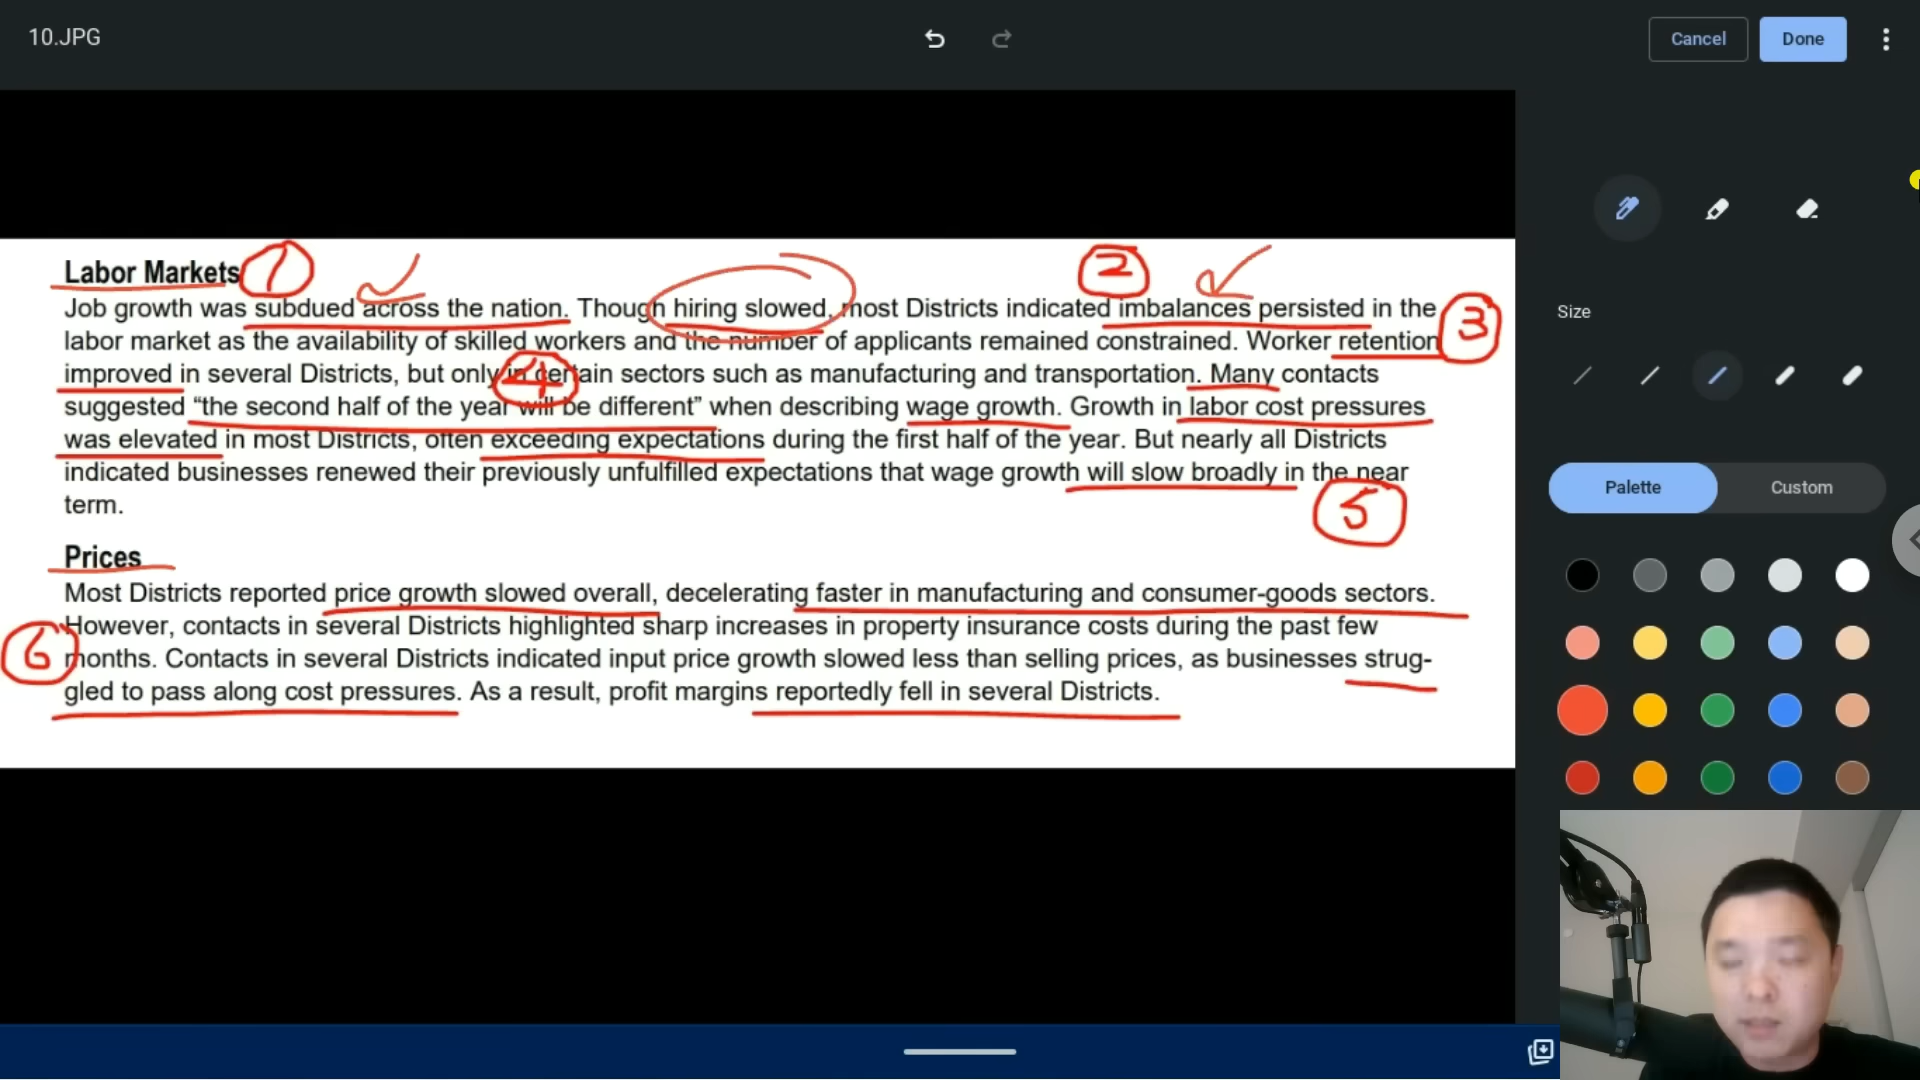 10.JPG
Cancel
Done
Labor Markets 1 2
Job growth was subdued across the nation. Though hiring slowed, most Districts indicated imbalances persisted in the
3
labor market as the availability of skilled workers and the number of applicants remained constrained. Worker retention
improved in several Districts, but only in certain sectors such as manufacturing and transportation. Many contacts
4
suggested “the second half of the year will be different” when describing wage growth. Growth in labor cost pressures
was elevated in most Districts, often exceeding expectations during the first half of the year. But nearly all Districts
indicated businesses renewed their previously unfulfilled expectations that wage growth will slow broadly in the near
term.
5
Prices
Most Districts reported price growth slowed overall, decelerating faster in manufacturing and consumer-goods sectors.
However, contacts in several Districts highlighted sharp increases in property insurance costs during the past few
6
months. Contacts in several Districts indicated input price growth slowed less than selling prices, as businesses strug-
gled to pass along cost pressures. As a result, profit margins reportedly fell in several Districts.
Size
Palette
Custom